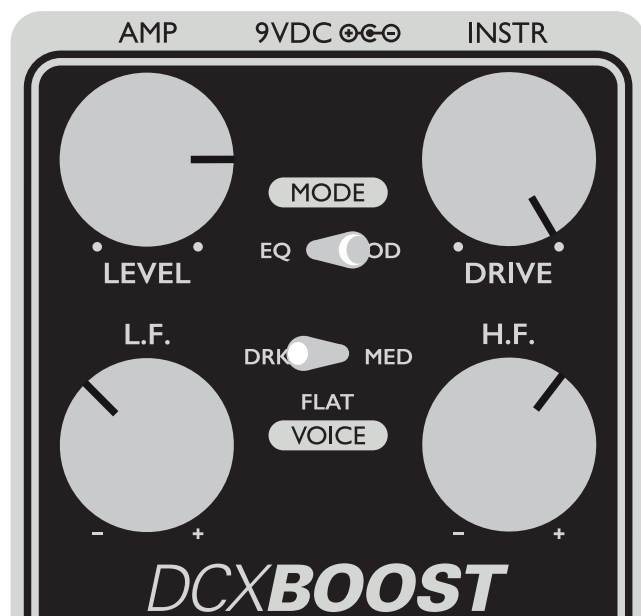 AMP 9VDC INSTR
MODE
EQ OD
LEVEL DRIVE
L.F. H.F.
DRK MED
FLAT
VOICE
- + - +
DCXBOOST